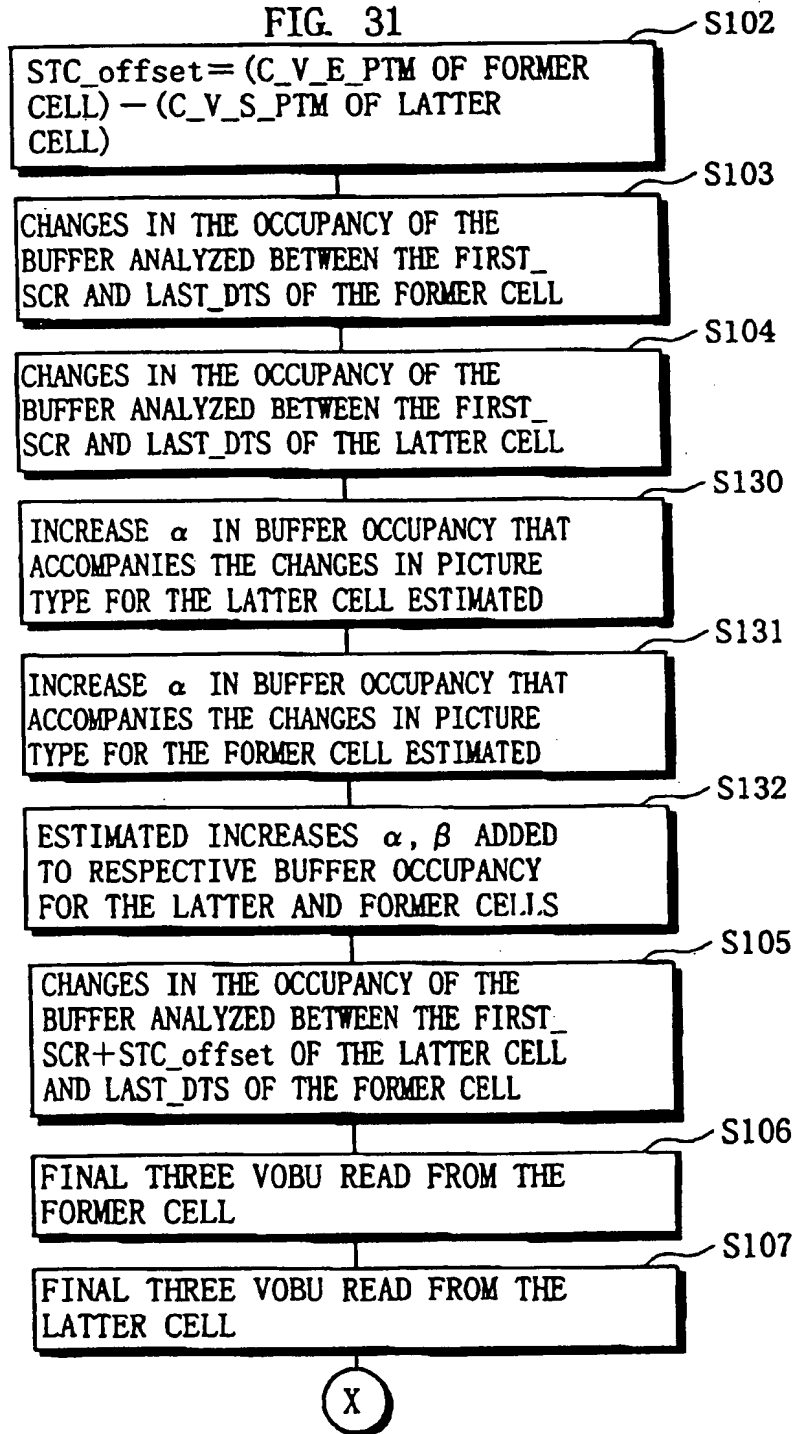 FIG. 31
S102
STC_offset=(C_V_E_PTM OF FORMER
CELL)-(C_V_S_PTM OF LATTER
CELL)
S103
CHANGES IN THE OCCUPANCY OF THE
BUFFER ANALYZED BETWEEN THE FIRST_
SCR AND LAST_DTS OF THE FORMER CELL
S104
CHANGES IN THE OCCUPANCY OF THE
BUFFER ANALYZED BETWEEN THE FIRST_
SCR AND LAST_DTS OF THE LATTER CELL
S130
INCREASE α IN BUFFER OCCUPANCY THAT
ACCOMPANIES THE CHANGES IN PICTURE
TYPE FOR THE LATTER CELL ESTIMATED
S131
INCREASE α IN BUFFER OCCUPANCY THAT
ACCOMPANIES THE CHANGES IN PICTURE
TYPE FOR THE FORMER CELL ESTIMATED
S132
ESTIMATED INCREASES α, β ADDED
TO RESPECTIVE BUFFER OCCUPANCY
FOR THE LATTER AND FORMER CELLS
S105
CHANGES IN THE OCCUPANCY OF THE
BUFFER ANALYZED BETWEEN THE FIRST_
SCR+STC_offset OF THE LATTER CELL
AND LAST_DTS OF THE FORMER CELL
S106
FINAL THREE VOBU READ FROM THE
FORMER CELL
S107
FINAL THREE VOBU READ FROM THE
LATTER CELL
X